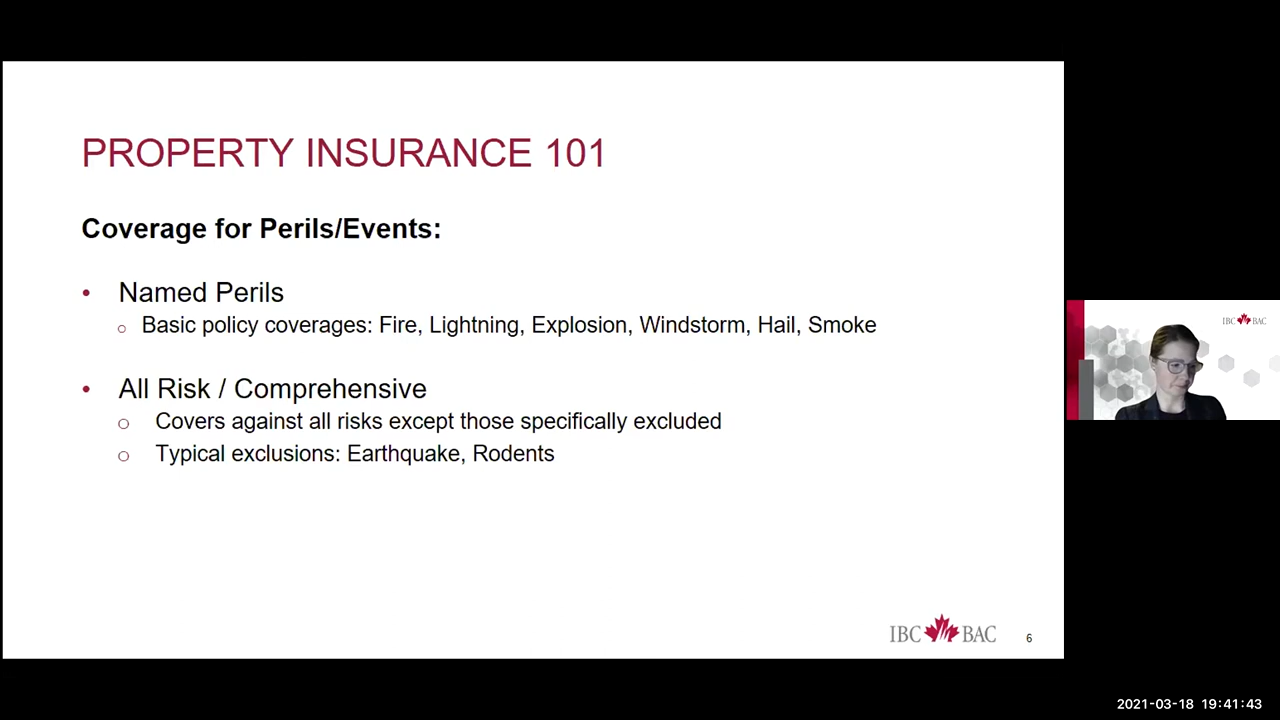 PROPERTY INSURANCE 101
Coverage for Perils/Events:
• Named Perils
○ Basic policy coverages: Fire, Lightning, Explosion, Windstorm, Hail, Smoke
• All Risk / Comprehensive
○ Covers against all risks except those specifically excluded
○ Typical exclusions: Earthquake, Rodents
IBC BAC
6
IBC BAC
2021-03-18 19:41:43